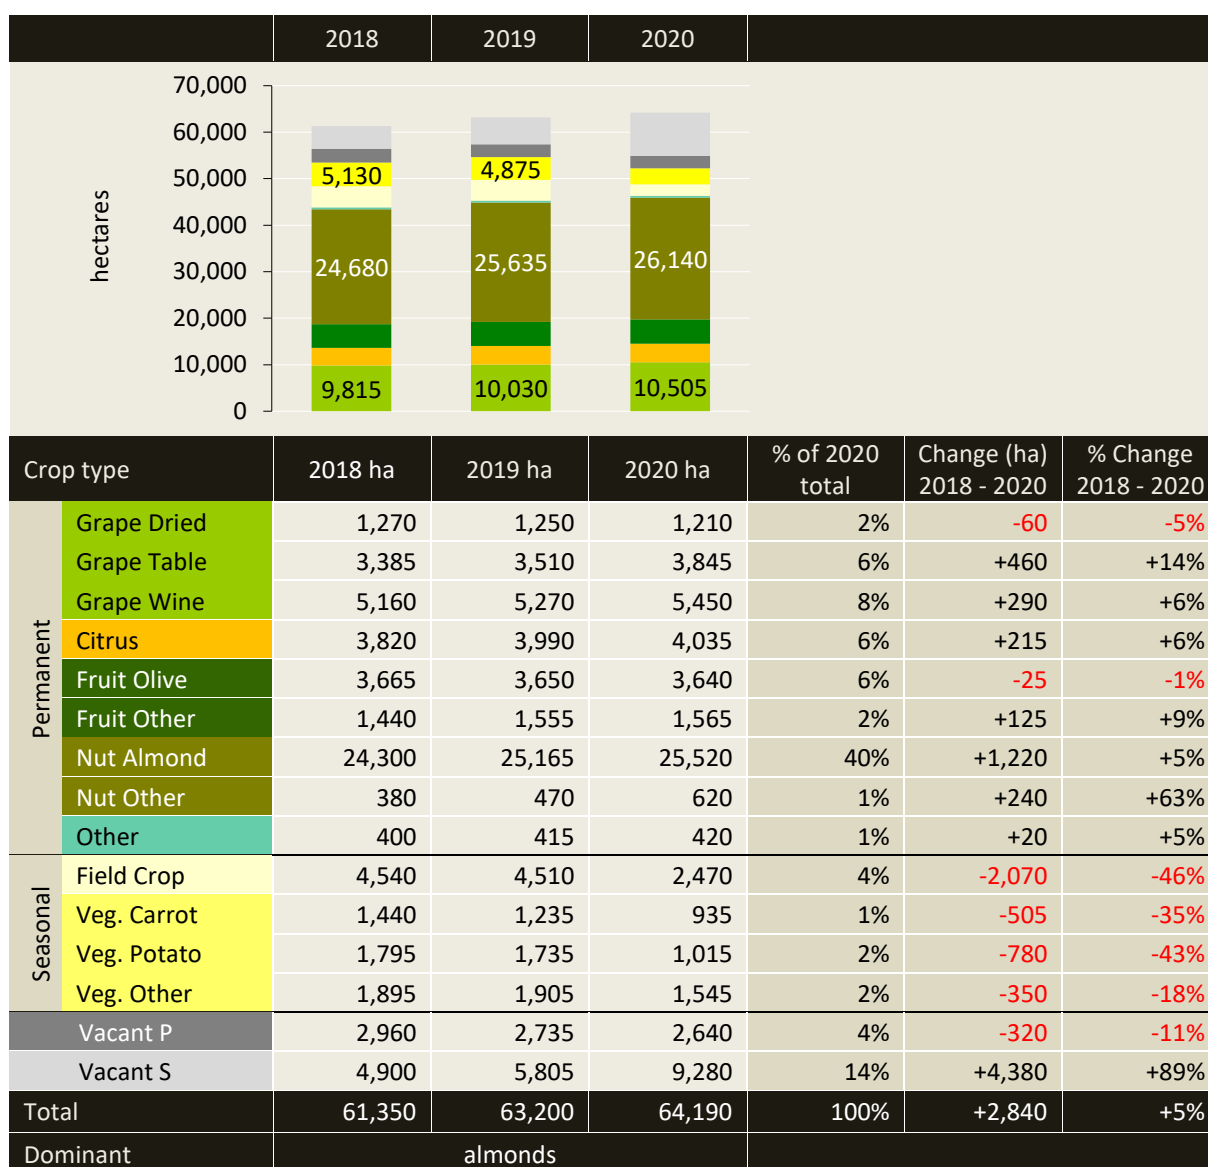 2018 2019 2020
70,000
60,000
50,000
40,000
30,000
20,000
10,000
0
hectares
5,130 4,875
24,680 25,635 26,140
9,815 10,030 10,505
Crop type 2018 ha 2019 ha 2020 ha % of 2020 total Change (ha) 2018 - 2020 % Change 2018 - 2020
Permanent
Grape Dried 1,270 1,250 1,210 2% -60 -5%
Grape Table 3,385 3,510 3,845 6% +460 +14%
Grape Wine 5,160 5,270 5,450 8% +290 +6%
Citrus 3,820 3,990 4,035 6% +215 +6%
Fruit Olive 3,665 3,650 3,640 6% -25 -1%
Fruit Other 1,440 1,555 1,565 2% +125 +9%
Nut Almond 24,300 25,165 25,520 40% +1,220 +5%
Nut Other 380 470 620 1% +240 +63%
Other 400 415 420 1% +20 +5%
Seasonal
Field Crop 4,540 4,510 2,470 4% -2,070 -46%
Veg. Carrot 1,440 1,235 935 1% -505 -35%
Veg. Potato 1,795 1,735 1,015 2% -780 -43%
Veg. Other 1,895 1,905 1,545 2% -350 -18%
Vacant P 2,960 2,735 2,640 4% -320 -11%
Vacant S 4,900 5,805 9,280 14% +4,380 +89%
Total 61,350 63,200 64,190 100% +2,840 +5%
Dominant almonds